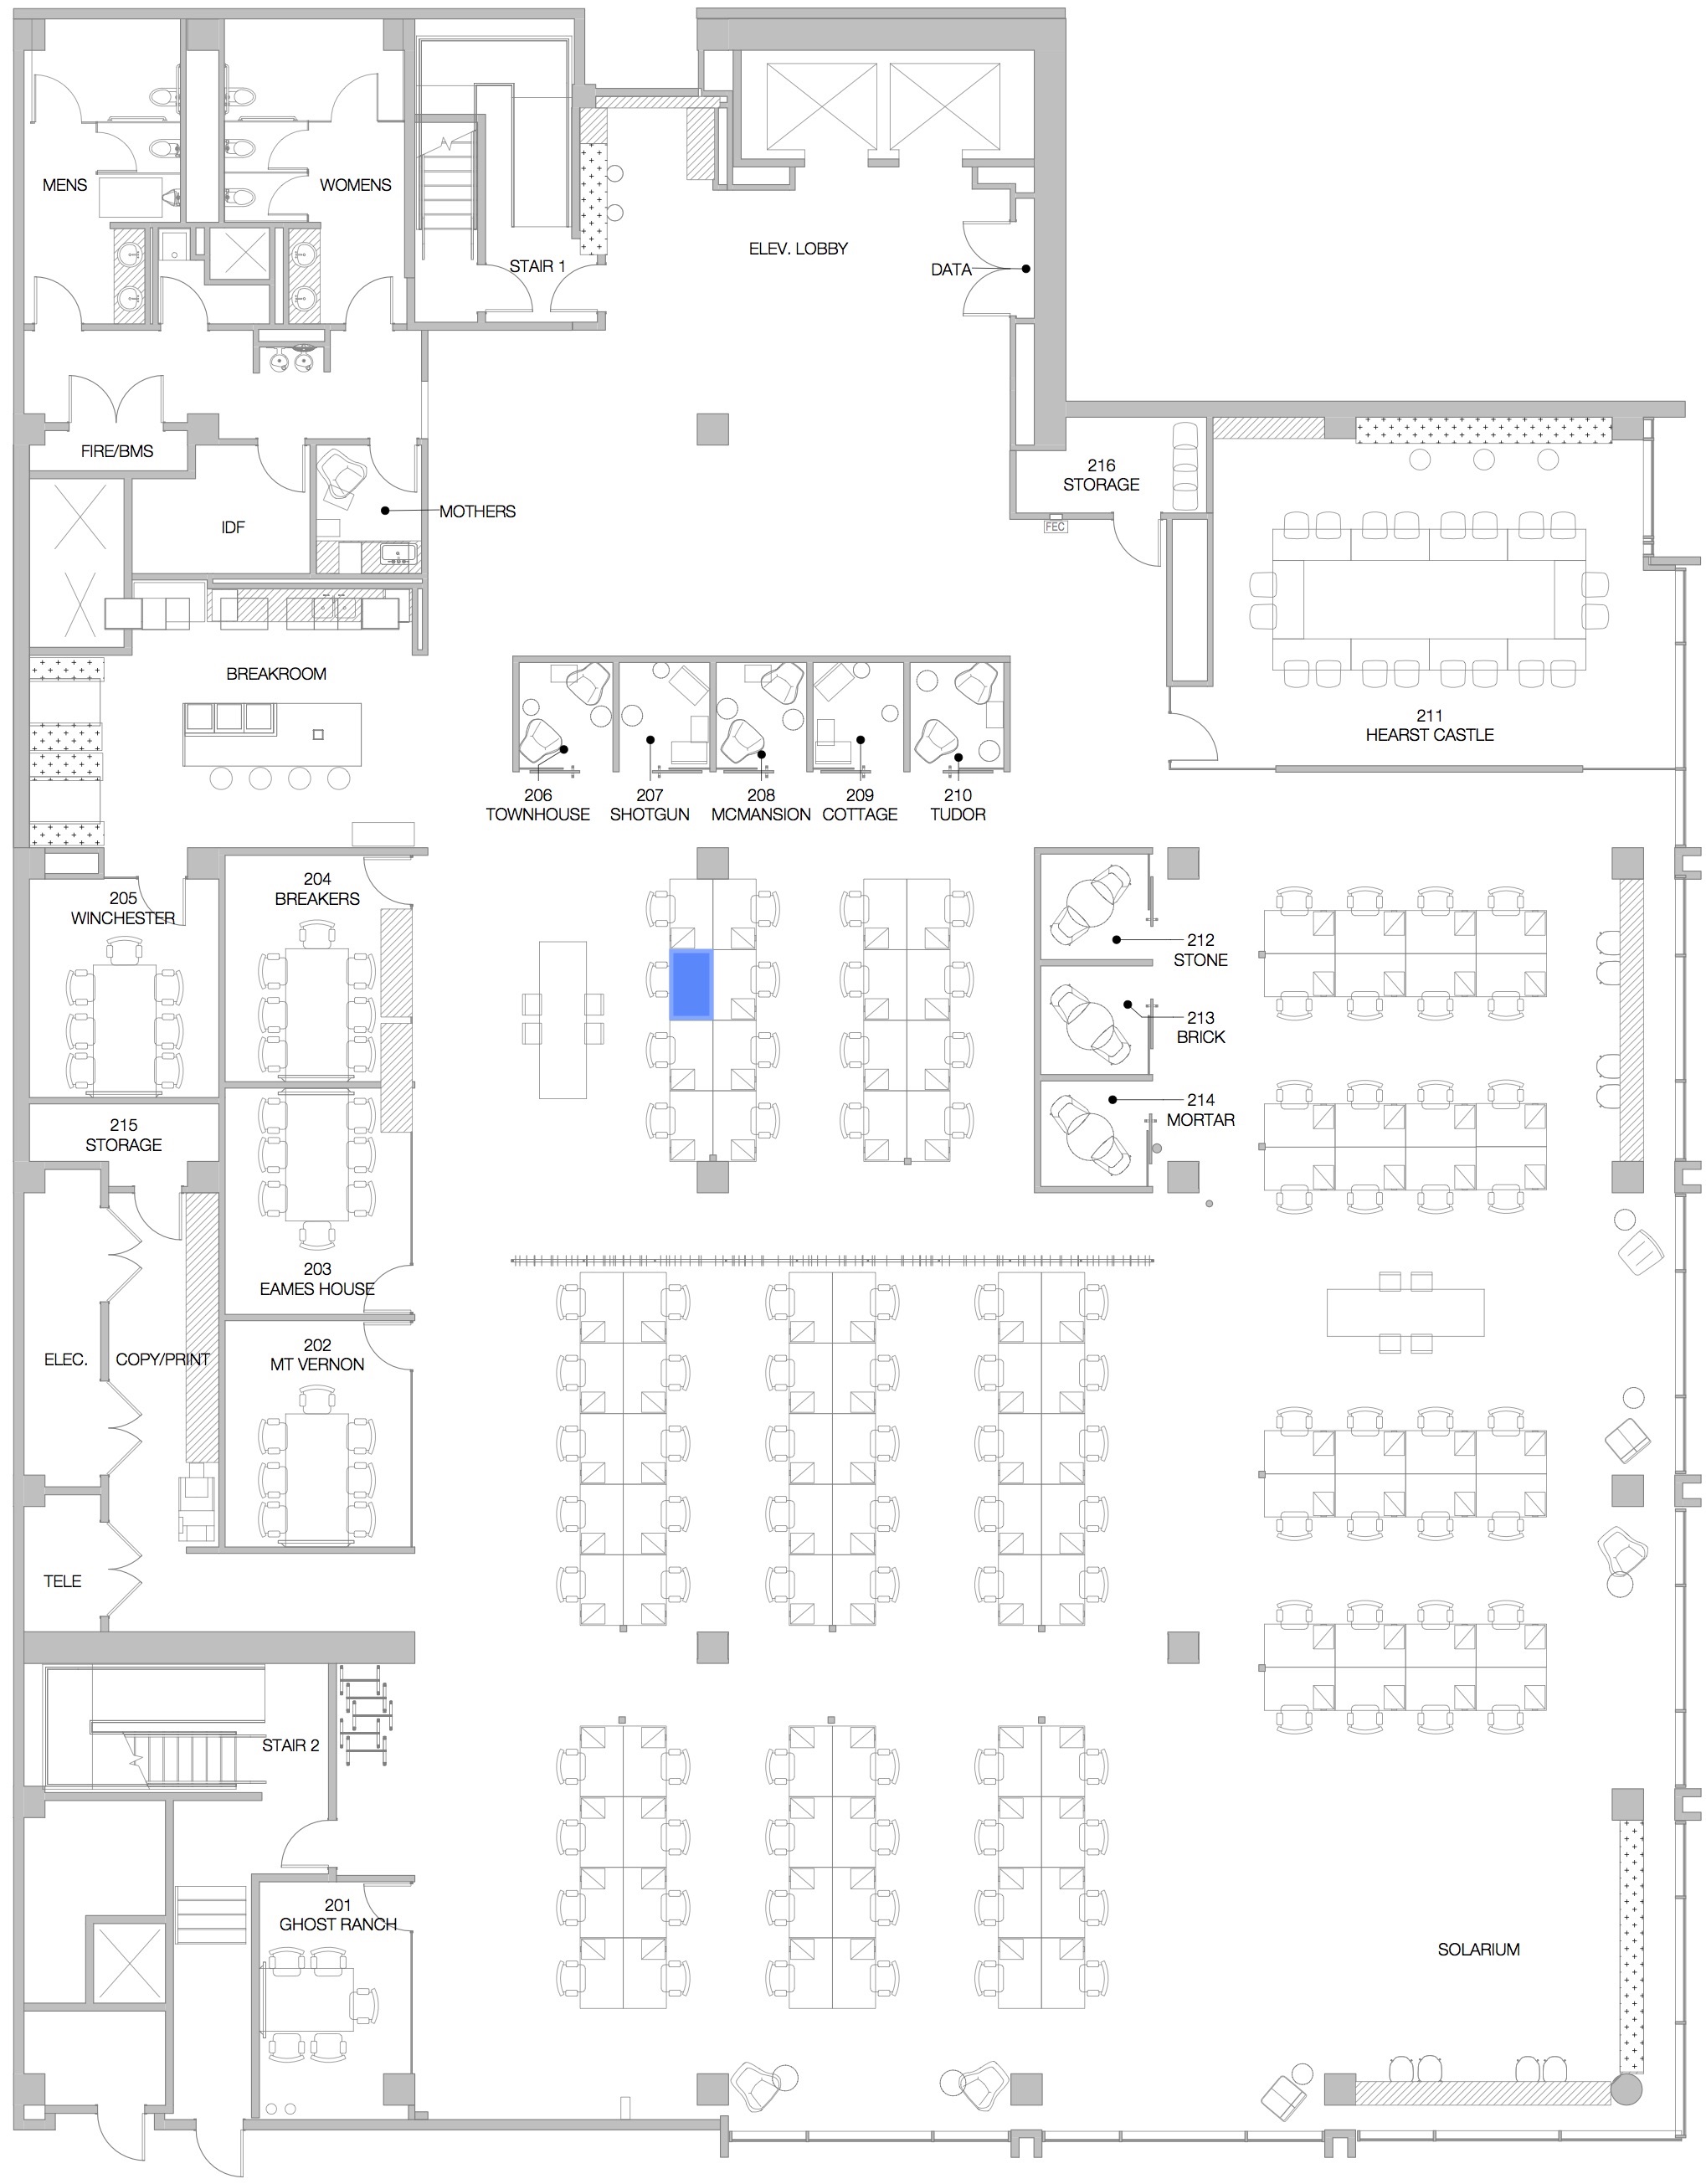 MENS
WOMENS
STAIR 1
ELEV. LOBBY
DATA
FIRE/BMS
216
STORAGE
FEC
IDF
MOTHERS
BREAKROOM
211
HEARST CASTLE
206
TOWNHOUSE
207
SHOTGUN
208
MCMANSION
209
COTTAGE
210
TUDOR
205
WINCHESTER
204
BREAKERS
212
STONE
213
BRICK
214
MORTAR
215
STORAGE
203
EAMES HOUSE
202
MT VERNON
ELEC.
COPY/PRINT
TELE
STAIR 2
201
GHOST RANCH
SOLARIUM